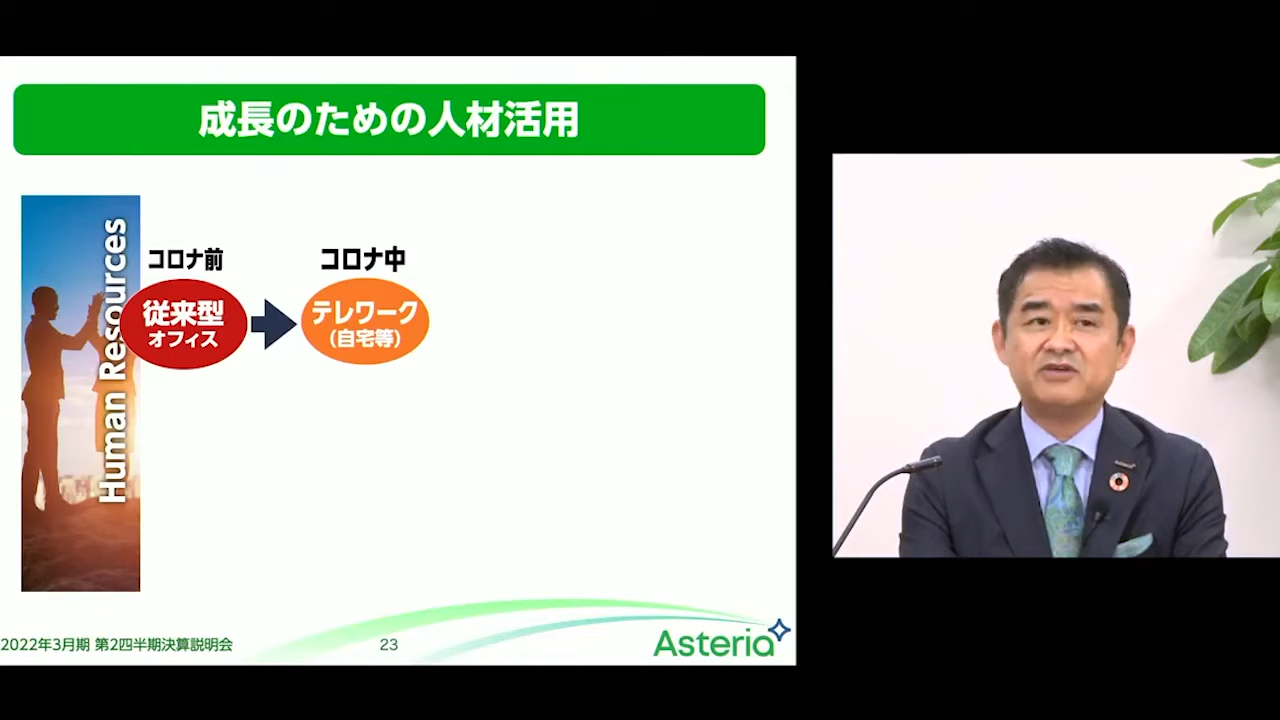 成長のための人材活用
Human Resources
コロナ前
従来型
オフィス
コロナ中
テレワーク
(自宅等)
2022年3月期 第2四半期決算説明会
23
Asteria